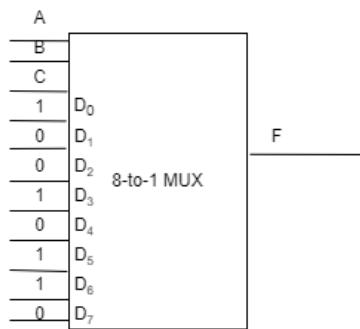 A
B
C
1 D₀
0 D₁
0 D₂
1 D₃
0 D₄
1 D₅
1 D₆
0 D₇
8-to-1 MUX
F